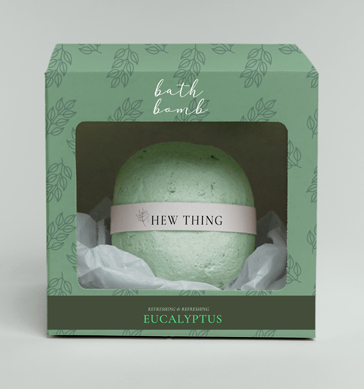 bath
bomb
HEW THING
REFRESHING & REFRESHING
EUCALYPTUS